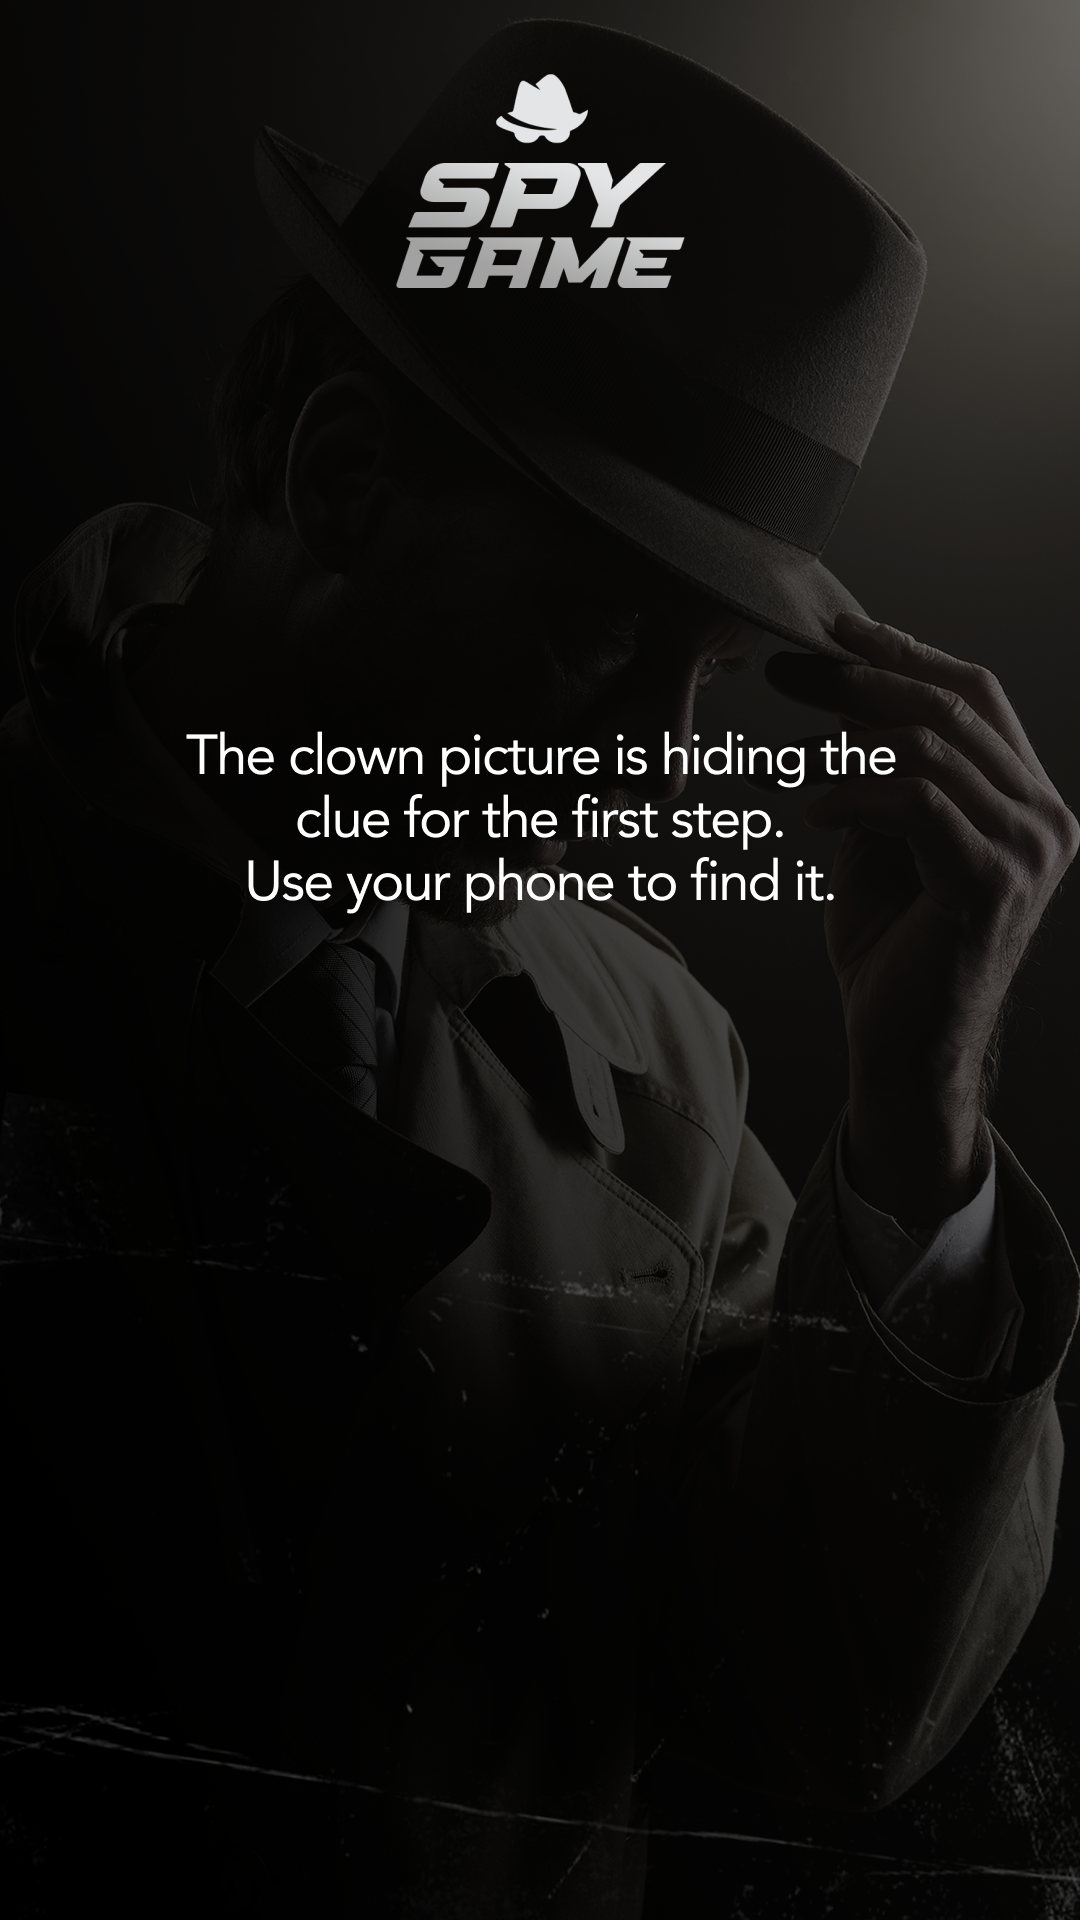 SPY
GAME
The clown picture is hiding the
clue for the first step.
Use your phone to find it.